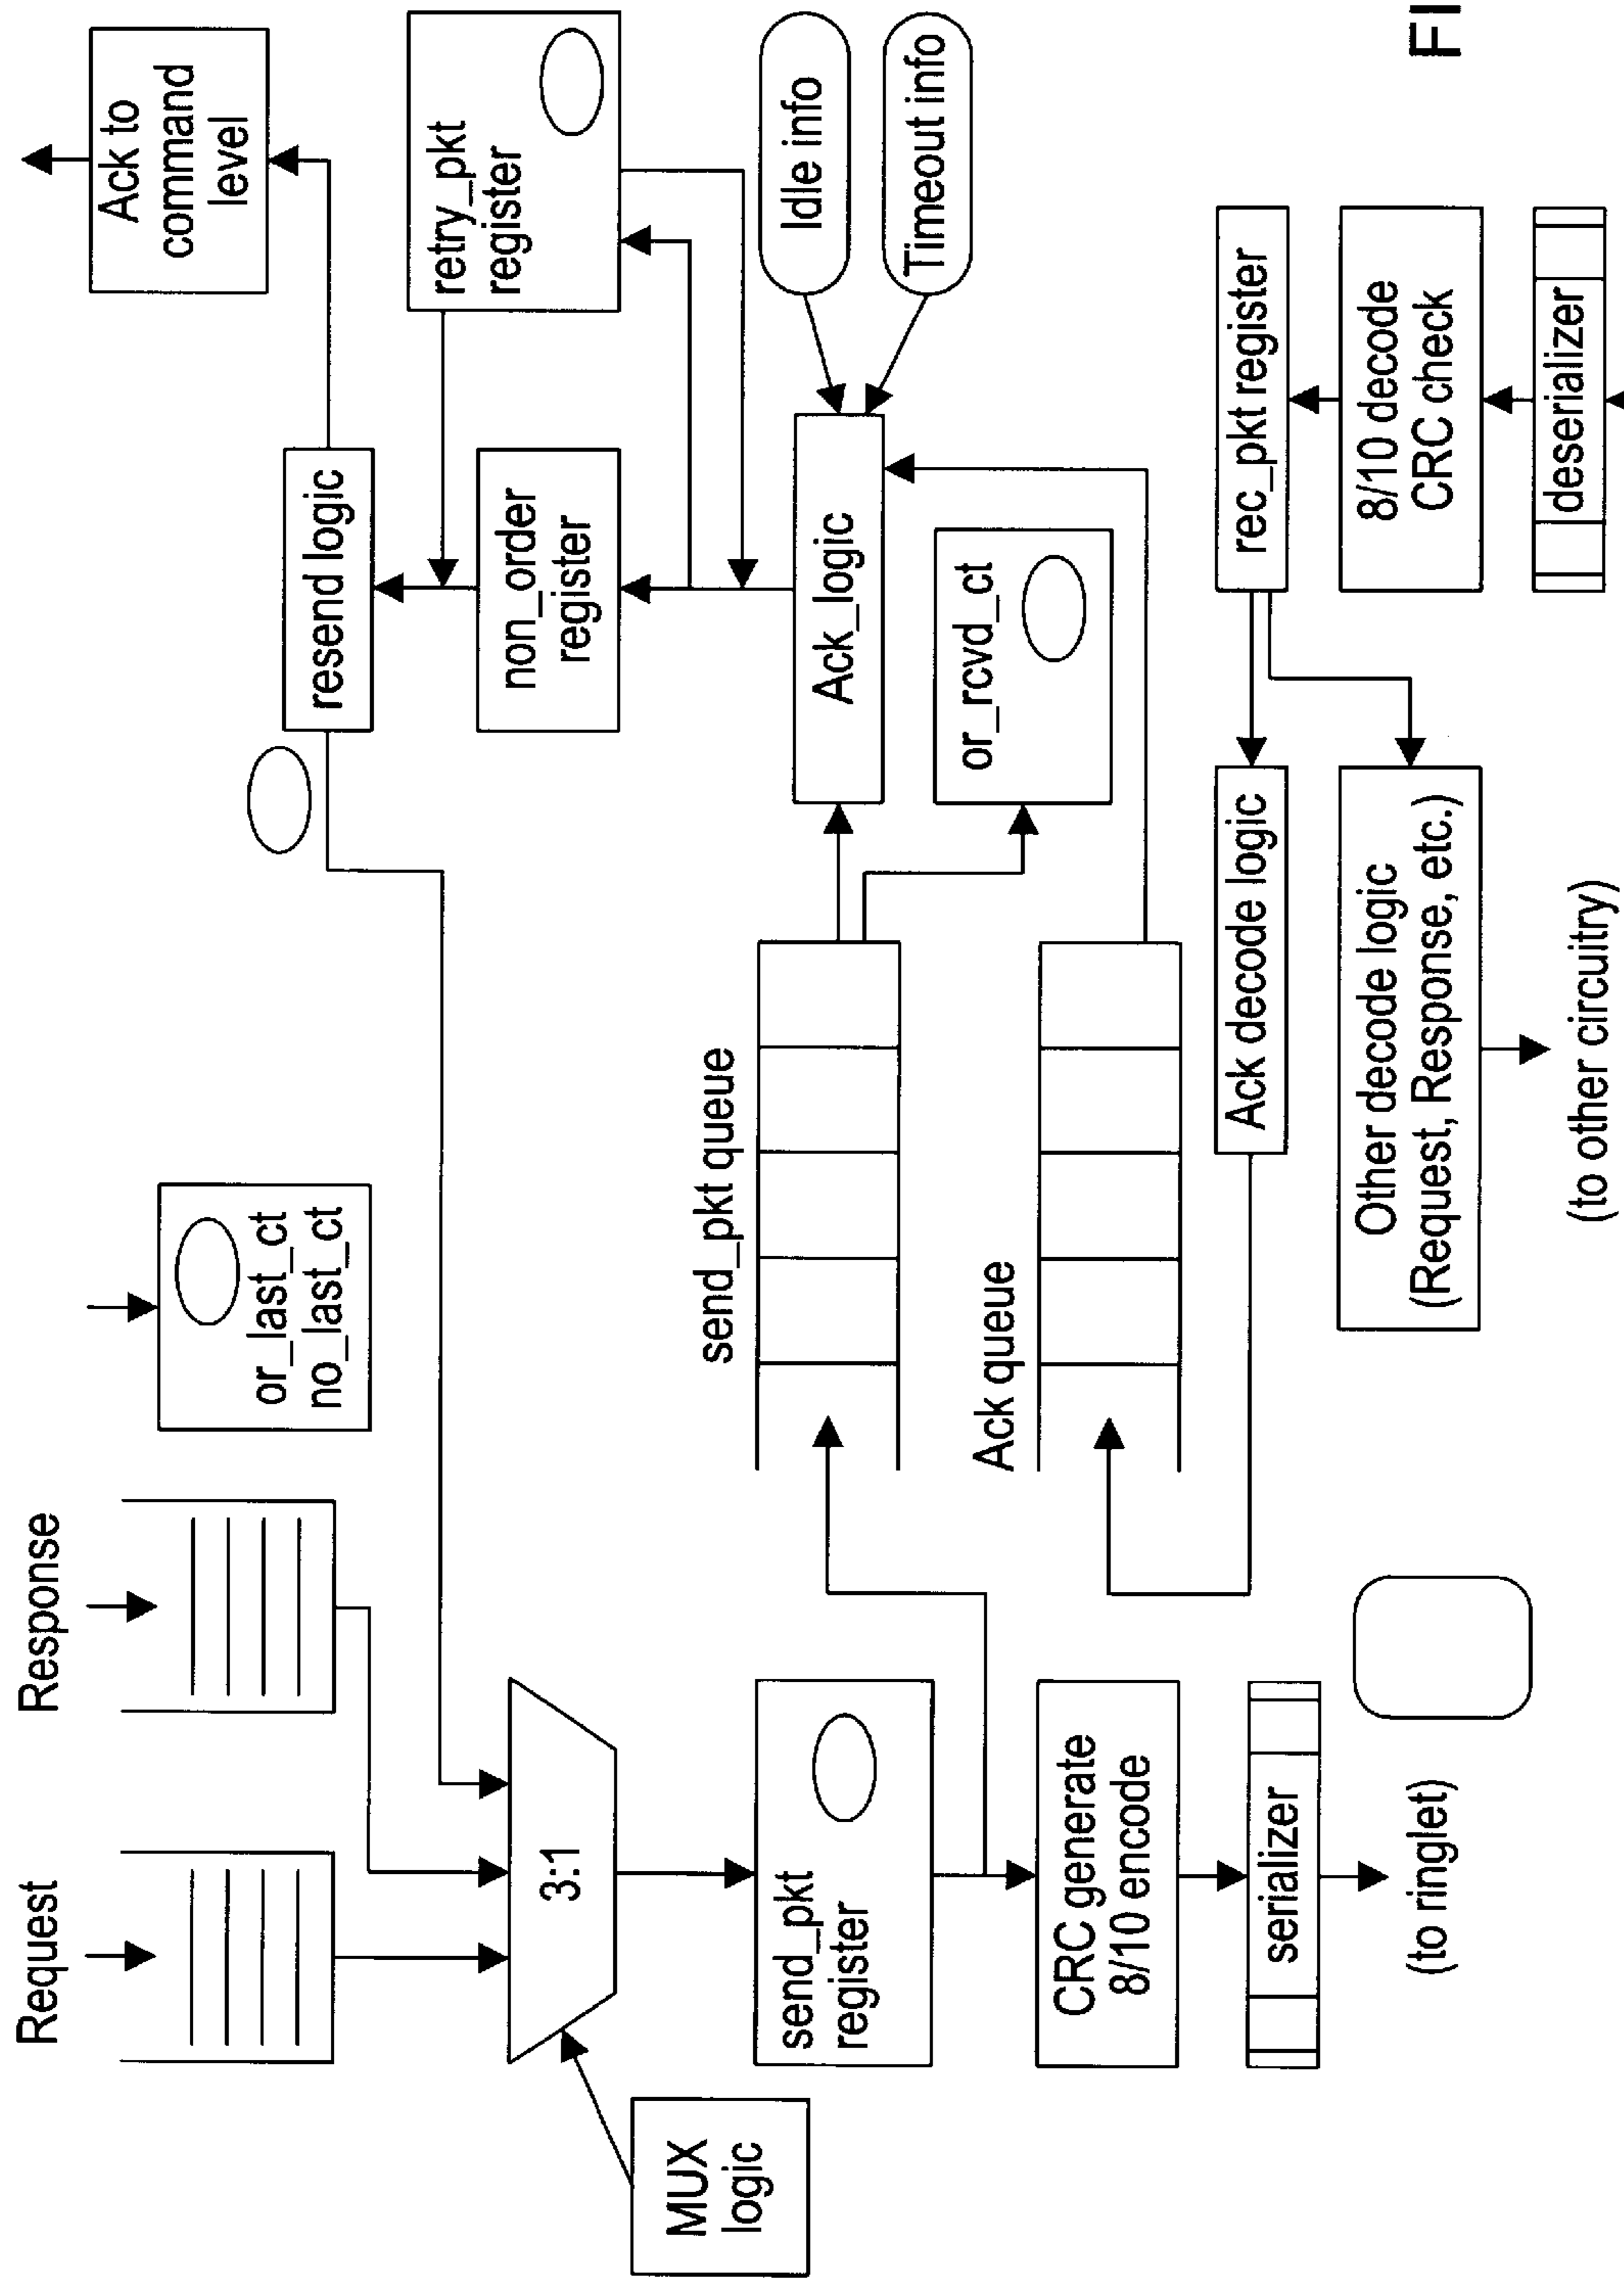 Request
Response
or_last_ct
no_last_ct
Ack to
command
level
resend logic
retry_pkt
register
non_order
register
3:1
MUX
logic
send_pkt
register
send_pkt queue
Ack_logic
Idle info
Timeout info
or_rcvd_ct
Ack queue
CRC generate
8/10 encode
serializer
(to ringlet)
Ack decode logic
rec_pkt register
Other decode logic
(Request, Response, etc.)
(to other circuitry)
8/10 decode
CRC check
deserializer
FI